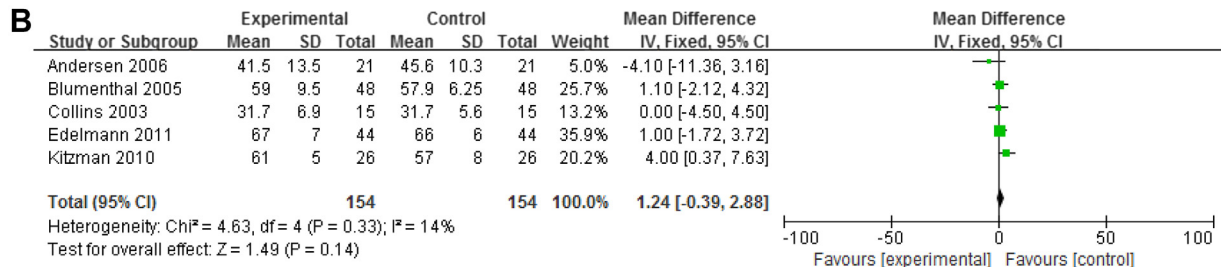 B
Experimental Control Mean Difference Mean Difference
Study or Subgroup Mean SD Total Mean SD Total Weight IV, Fixed, 95% CI IV, Fixed, 95% CI
Andersen 2006 41.5 13.5 21 45.6 10.3 21 5.0% -4.10 [-11.36, 3.16]
Blumenthal 2005 59 9.5 48 57.9 6.25 48 25.7% 1.10 [-2.12, 4.32]
Collins 2003 31.7 6.9 15 31.7 5.6 15 13.2% 0.00 [-4.50, 4.50]
Edelmann 2011 67 7 44 66 6 44 35.9% 1.00 [-1.72, 3.72]
Kitzman 2010 61 5 26 57 8 26 20.2% 4.00 [0.37, 7.63]
Total (95% CI) 154 154 100.0% 1.24 [-0.39, 2.88]
Heterogeneity: Chi² = 4.63, df = 4 (P = 0.33); I² = 14%
Test for overall effect: Z = 1.49 (P = 0.14)
-100 -50 0 50 100
Favours [experimental] Favours [control]